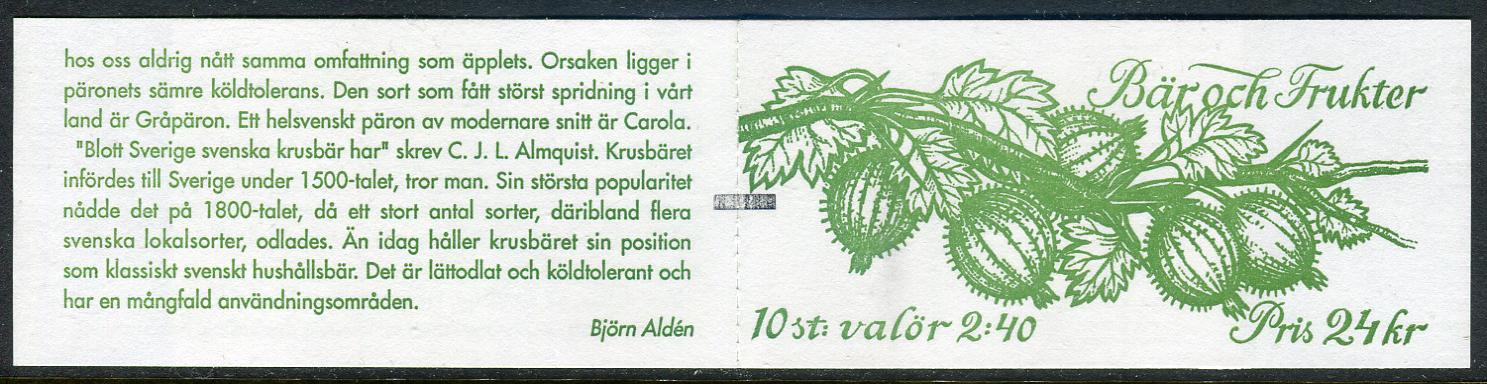 hos oss aldrig nått samma omfattning som äpplets. Orsaken ligger i
päronets sämre köldtolerans. Den sort som fått störst spridning i vårt
land är Gråpäron. Ett helsvenskt päron av modernare snitt är Carola.
"Blott Sverige svenska krusbär har" skrev C. J. L. Almquist. Krusbäret
infördes till Sverige under 1500-talet, tror man. Sin största popularitet
nådde det på 1800-talet, då ett stort antal sorter, däribland flera
svenska lokalsorter, odlades. Än idag håller krusbäret sin position
som klassiskt svenskt hushållsbär. Det är lättodlat och köldtolerant och
har en mångfald användningsområden.
Björn Aldén
Bär och Frukter
10 st: valör 2:40
Pris 24 kr